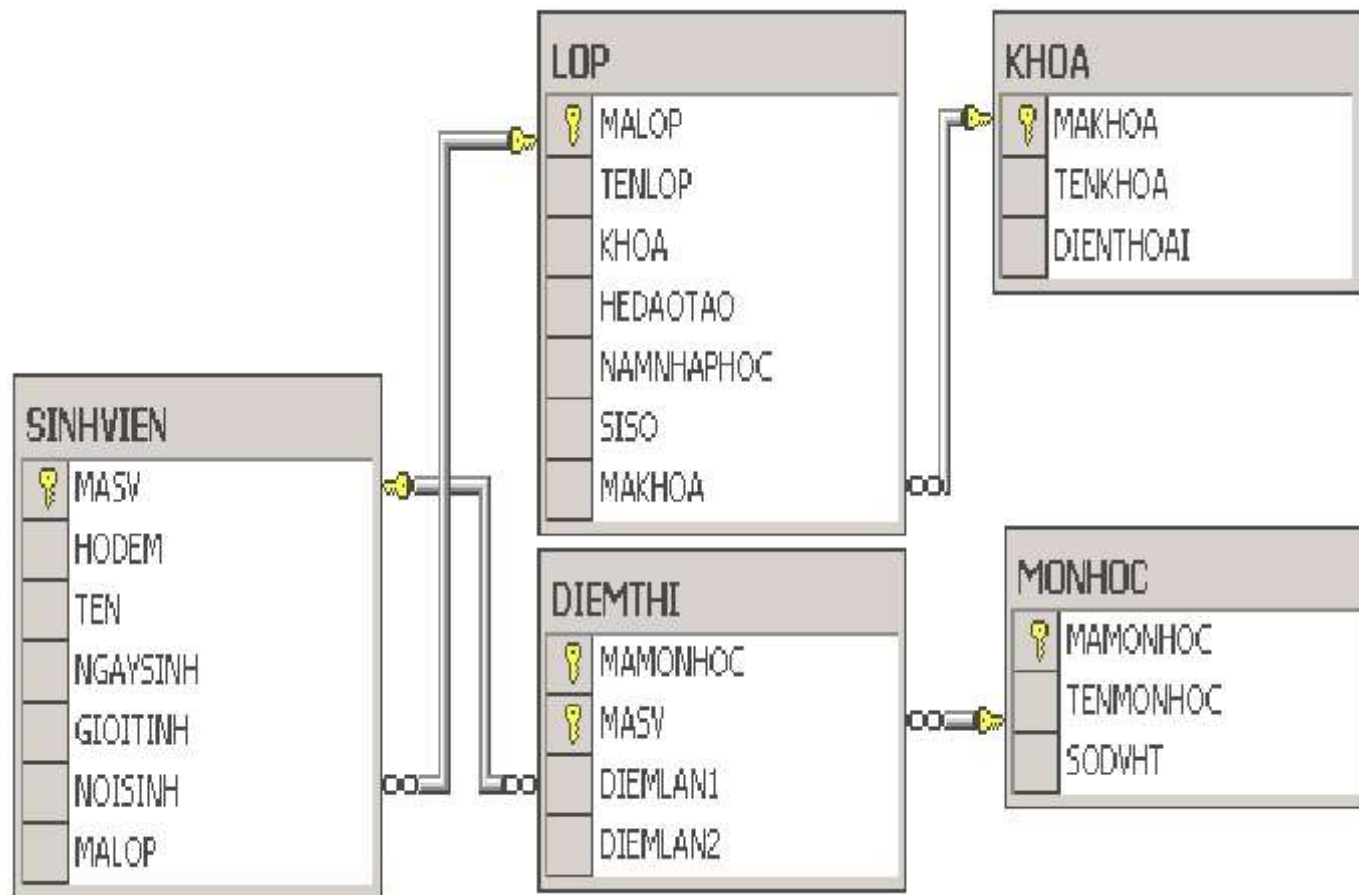 LOP
MALOP
TENLOP
KHOA
HEDAOTAO
NAMNHAPHOC
SISO
MAKHOA
KHOA
MAKHOA
TENKHOA
DIENTHOAI
SINHVIEN
MASV
HODEM
TEN
NGAYSINH
GIOITINH
NOISINH
MALOP
DIEMTHI
MAMONHOC
MASV
DIEMLAN1
DIEMLAN2
MONHOC
MAMONHOC
TENMONHOC
SODVHT